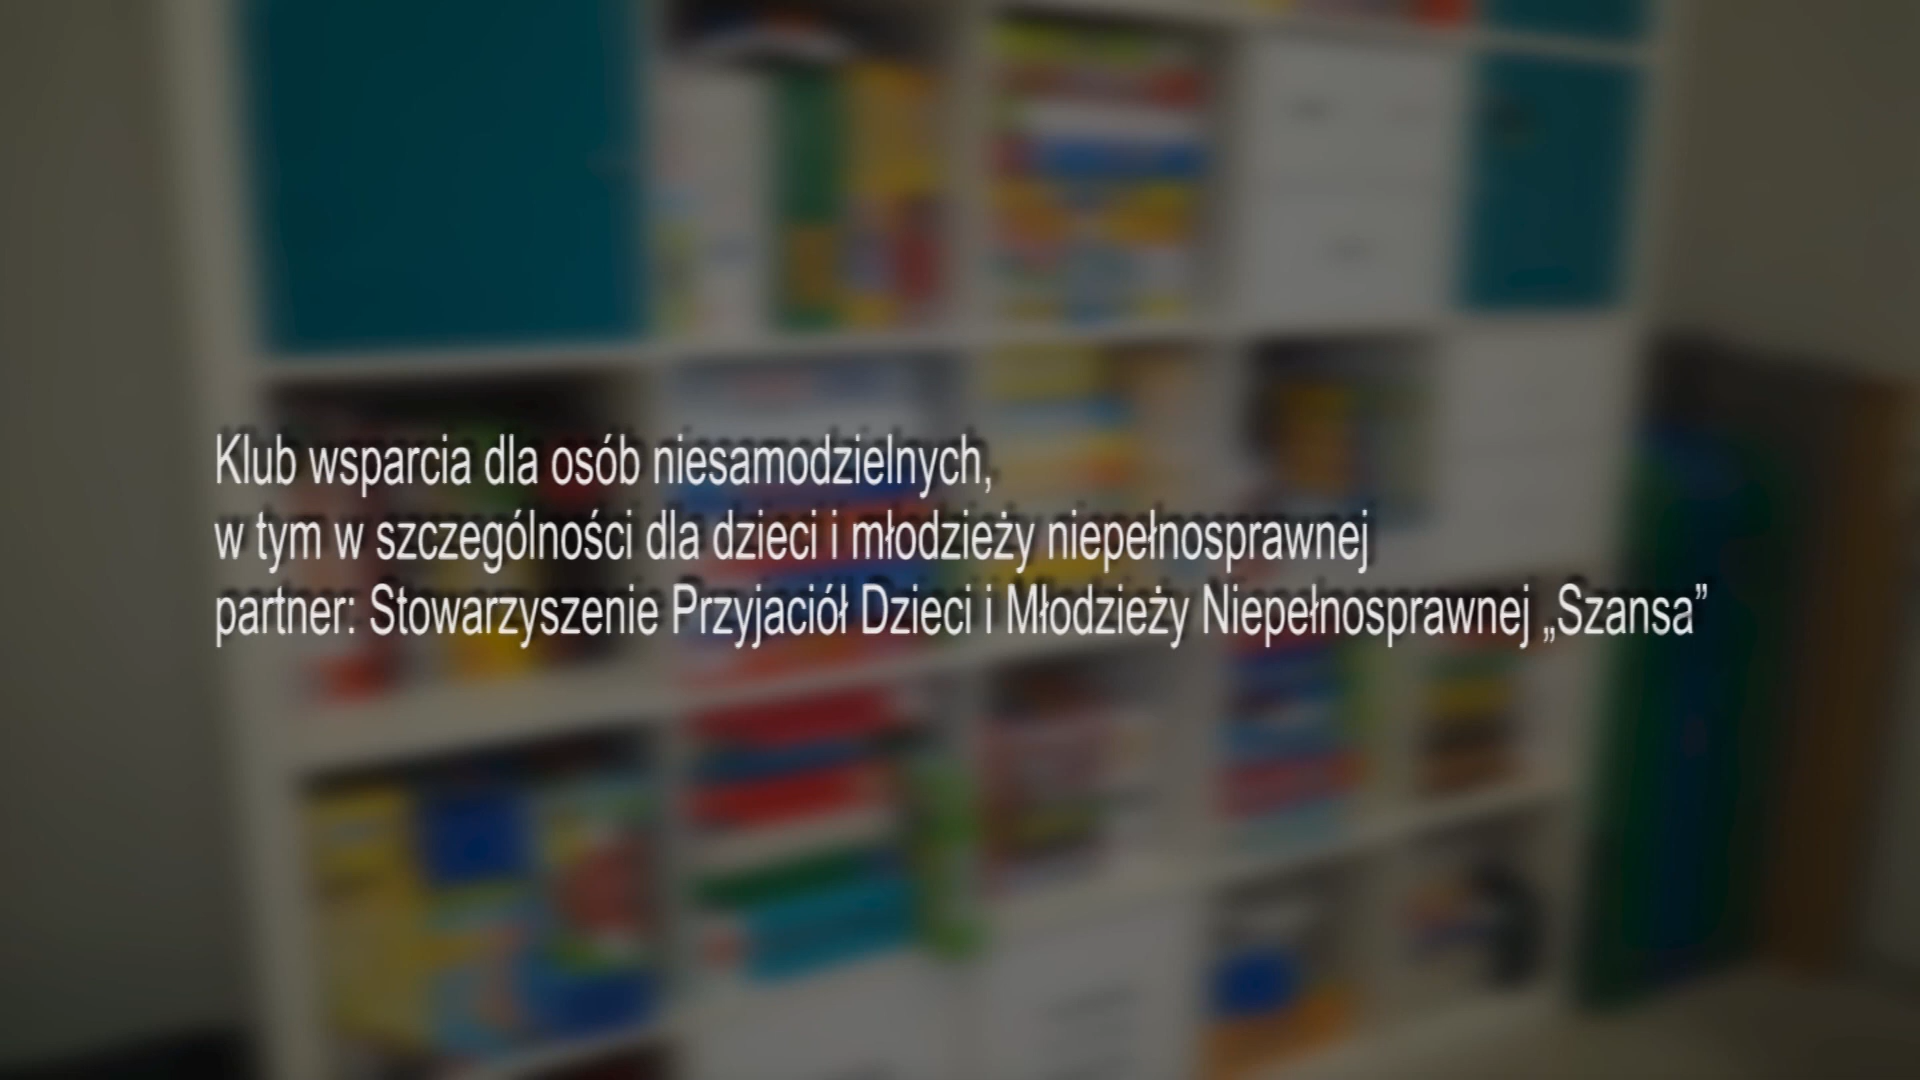 Klub wsparcia dla osób niesamodzielnych,
w tym w szczególności dla dzieci i młodzieży niepełnosprawnej
partner: Stowarzyszenie Przyjaciół Dzieci i Młodzieży Niepełnosprawnej „Szansa”